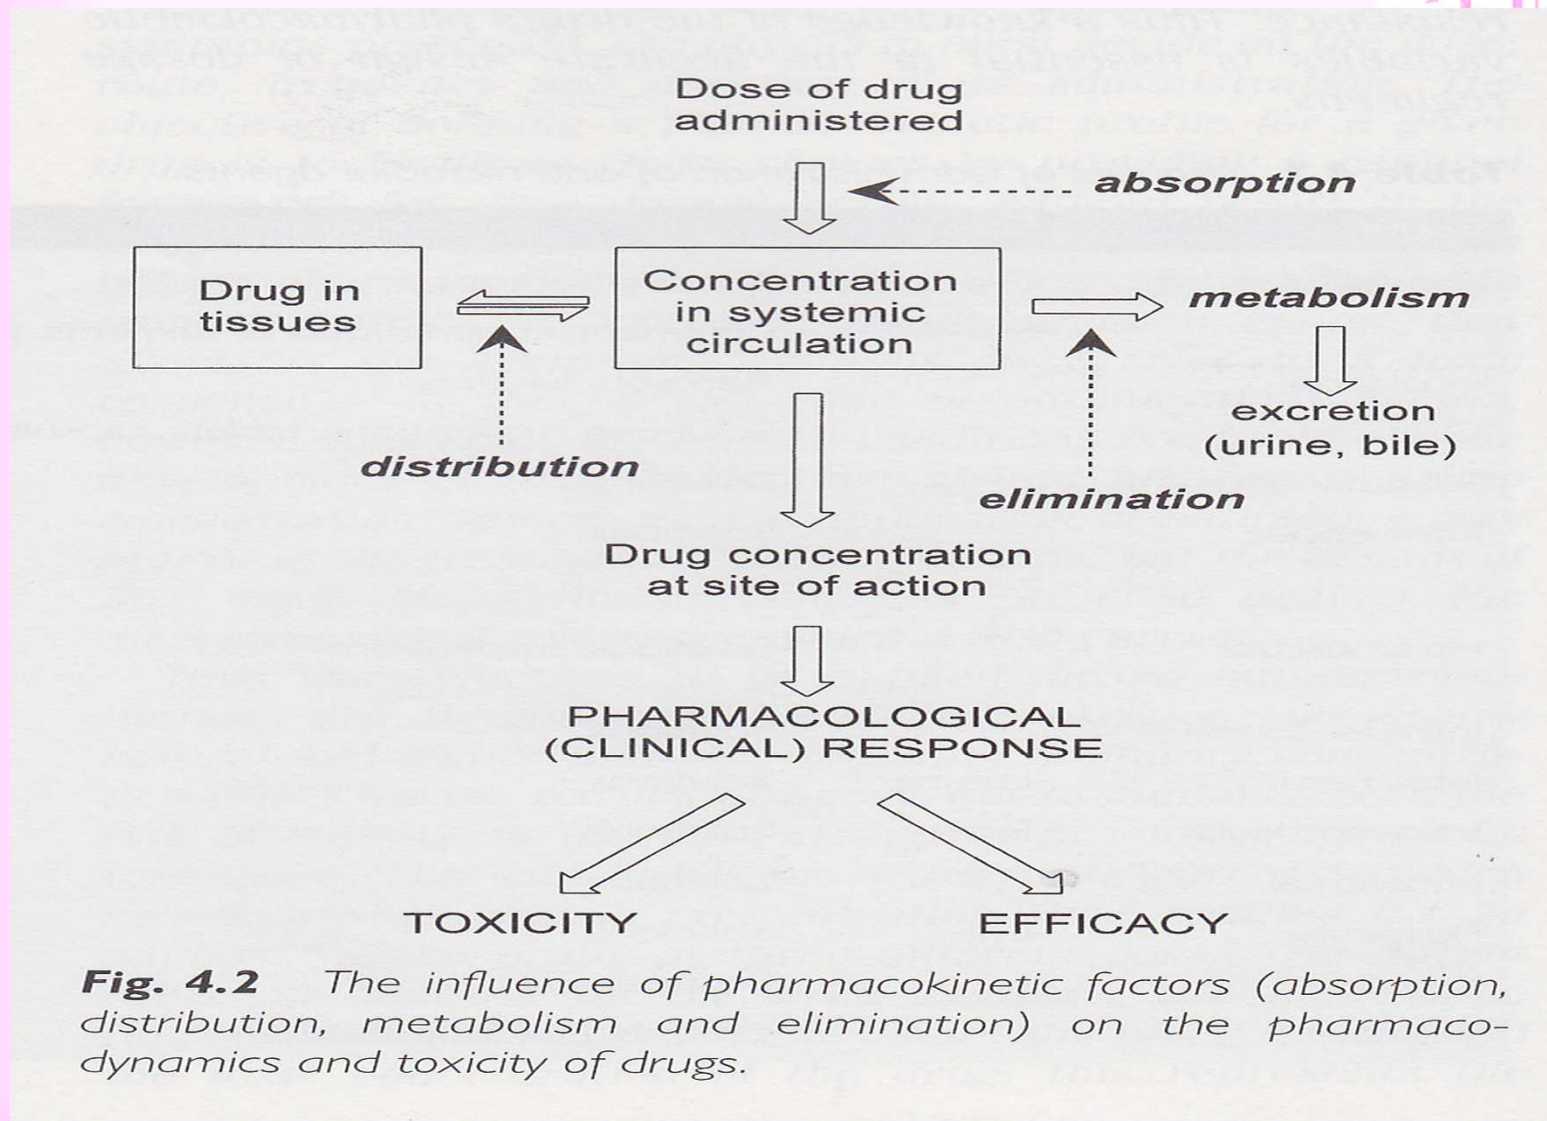 Dose of drug
administered
absorption
Drug in
tissues
Concentration
in systemic
circulation
metabolism
excretion
(urine, bile)
distribution
elimination
Drug concentration
at site of action
PHARMACOLOGICAL
(CLINICAL) RESPONSE
TOXICITY
EFFICACY
Fig. 4.2 The influence of pharmacokinetic factors (absorption,
distribution, metabolism and elimination) on the pharmaco-
dynamics and toxicity of drugs.